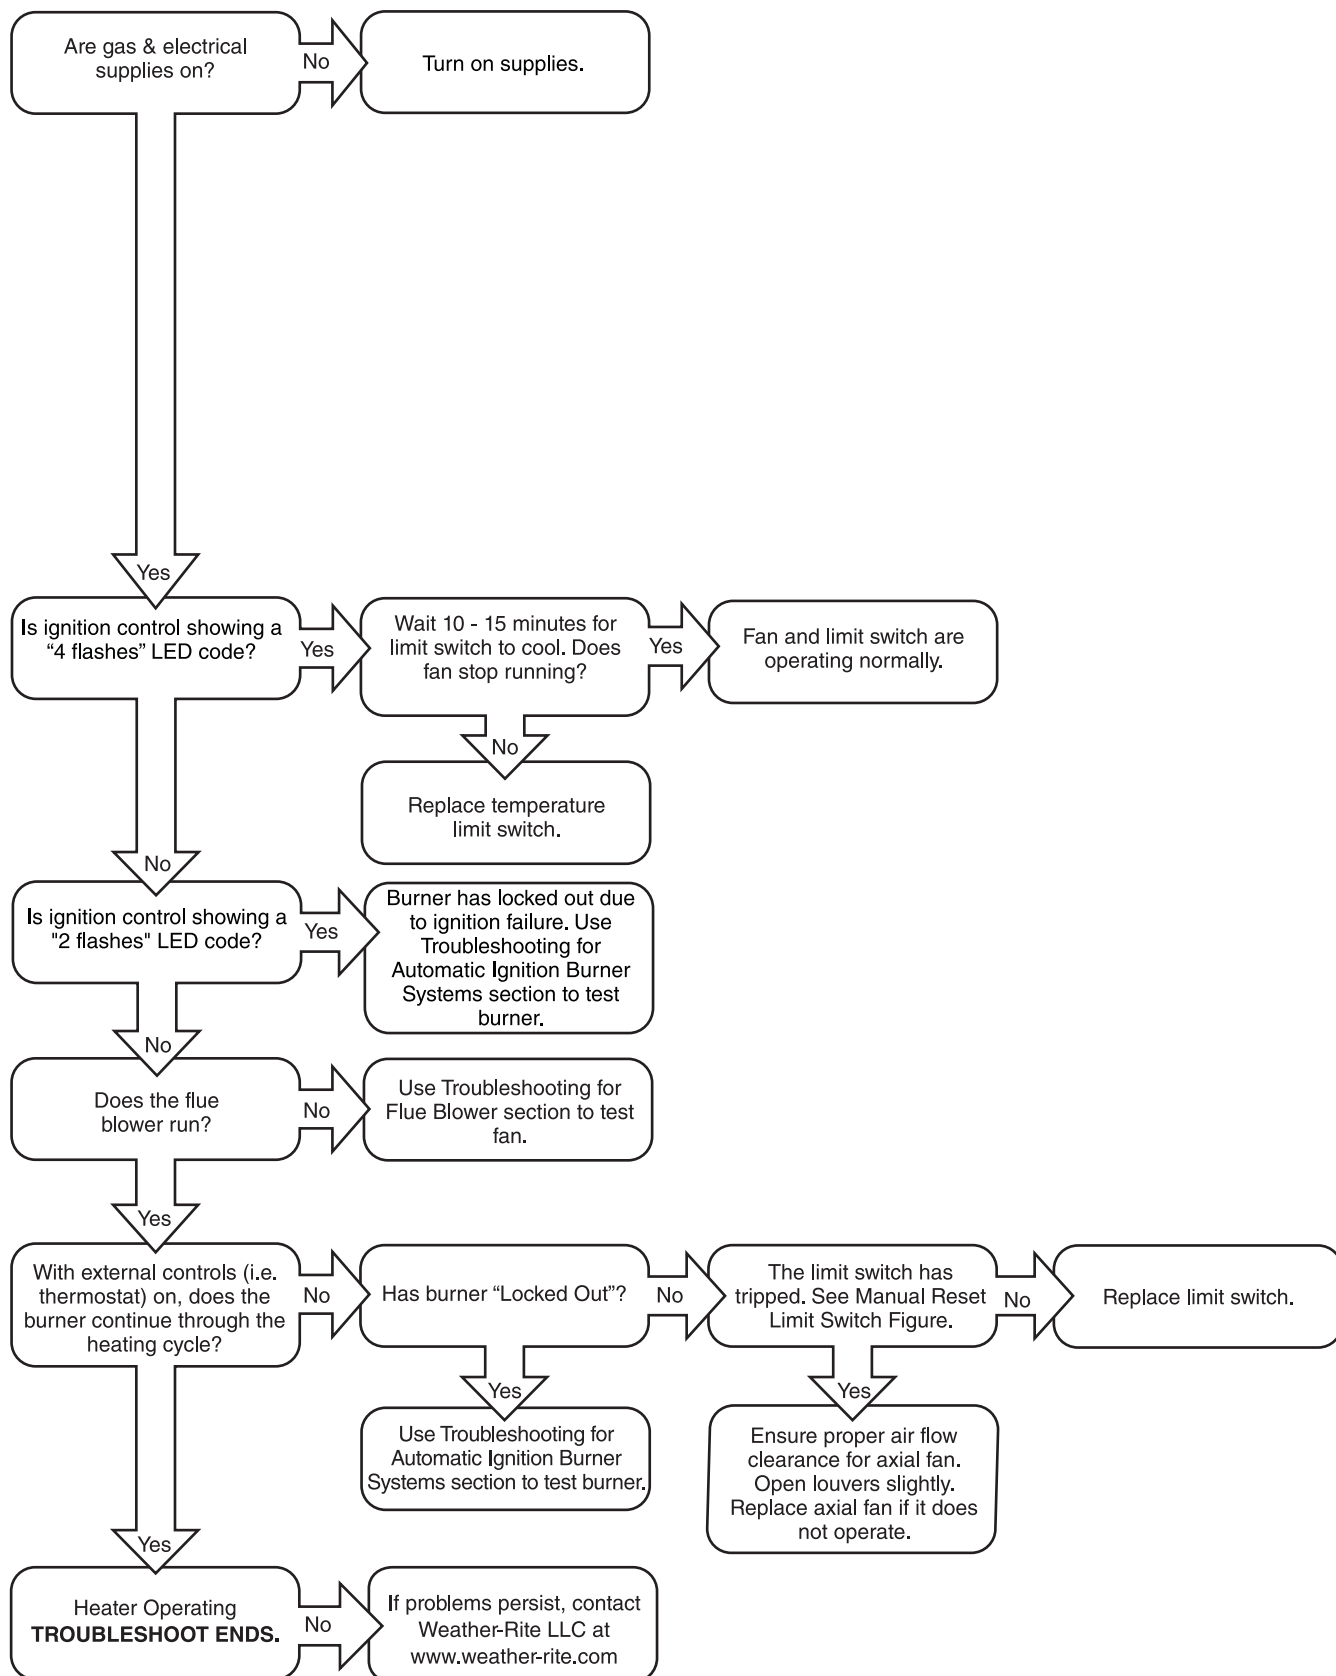 Are gas & electrical
supplies on?
No
Turn on supplies.
Yes
Is ignition control showing a
“4 flashes” LED code?
Yes
Wait 10 - 15 minutes for
limit switch to cool. Does
fan stop running?
Yes
Fan and limit switch are
operating normally.
No
Replace temperature
limit switch.
No
Is ignition control showing a
"2 flashes" LED code?
Yes
Burner has locked out due
to ignition failure. Use
Troubleshooting for
Automatic Ignition Burner
Systems section to test
burner.
No
Does the flue
blower run?
No
Use Troubleshooting for
Flue Blower section to test
fan.
Yes
With external controls (i.e.
thermostat) on, does the
burner continue through the
heating cycle?
No
Has burner “Locked Out”?
No
The limit switch has
tripped. See Manual Reset
Limit Switch Figure.
No
Replace limit switch.
Yes
Use Troubleshooting for
Automatic Ignition Burner
Systems section to test burner.
Yes
Ensure proper air flow
clearance for axial fan.
Open louvers slightly.
Replace axial fan if it does
not operate.
Yes
Heater Operating
TROUBLESHOOT ENDS.
No
If problems persist, contact
Weather-Rite LLC at
www.weather-rite.com